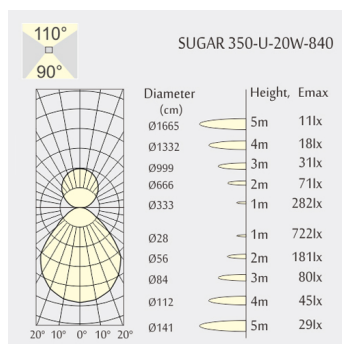 110°
90°
SUGAR 350-U-20W-840
Diameter (cm) Height, Emax
Ø1665 5m 11lx
Ø1332 4m 18lx
Ø999 3m 31lx
Ø666 2m 71lx
Ø333 1m 282lx
Ø28 1m 722lx
Ø56 2m 181lx
Ø84 3m 80lx
Ø112 4m 45lx
Ø141 5m 29lx
20° 10° 0° 10° 20°